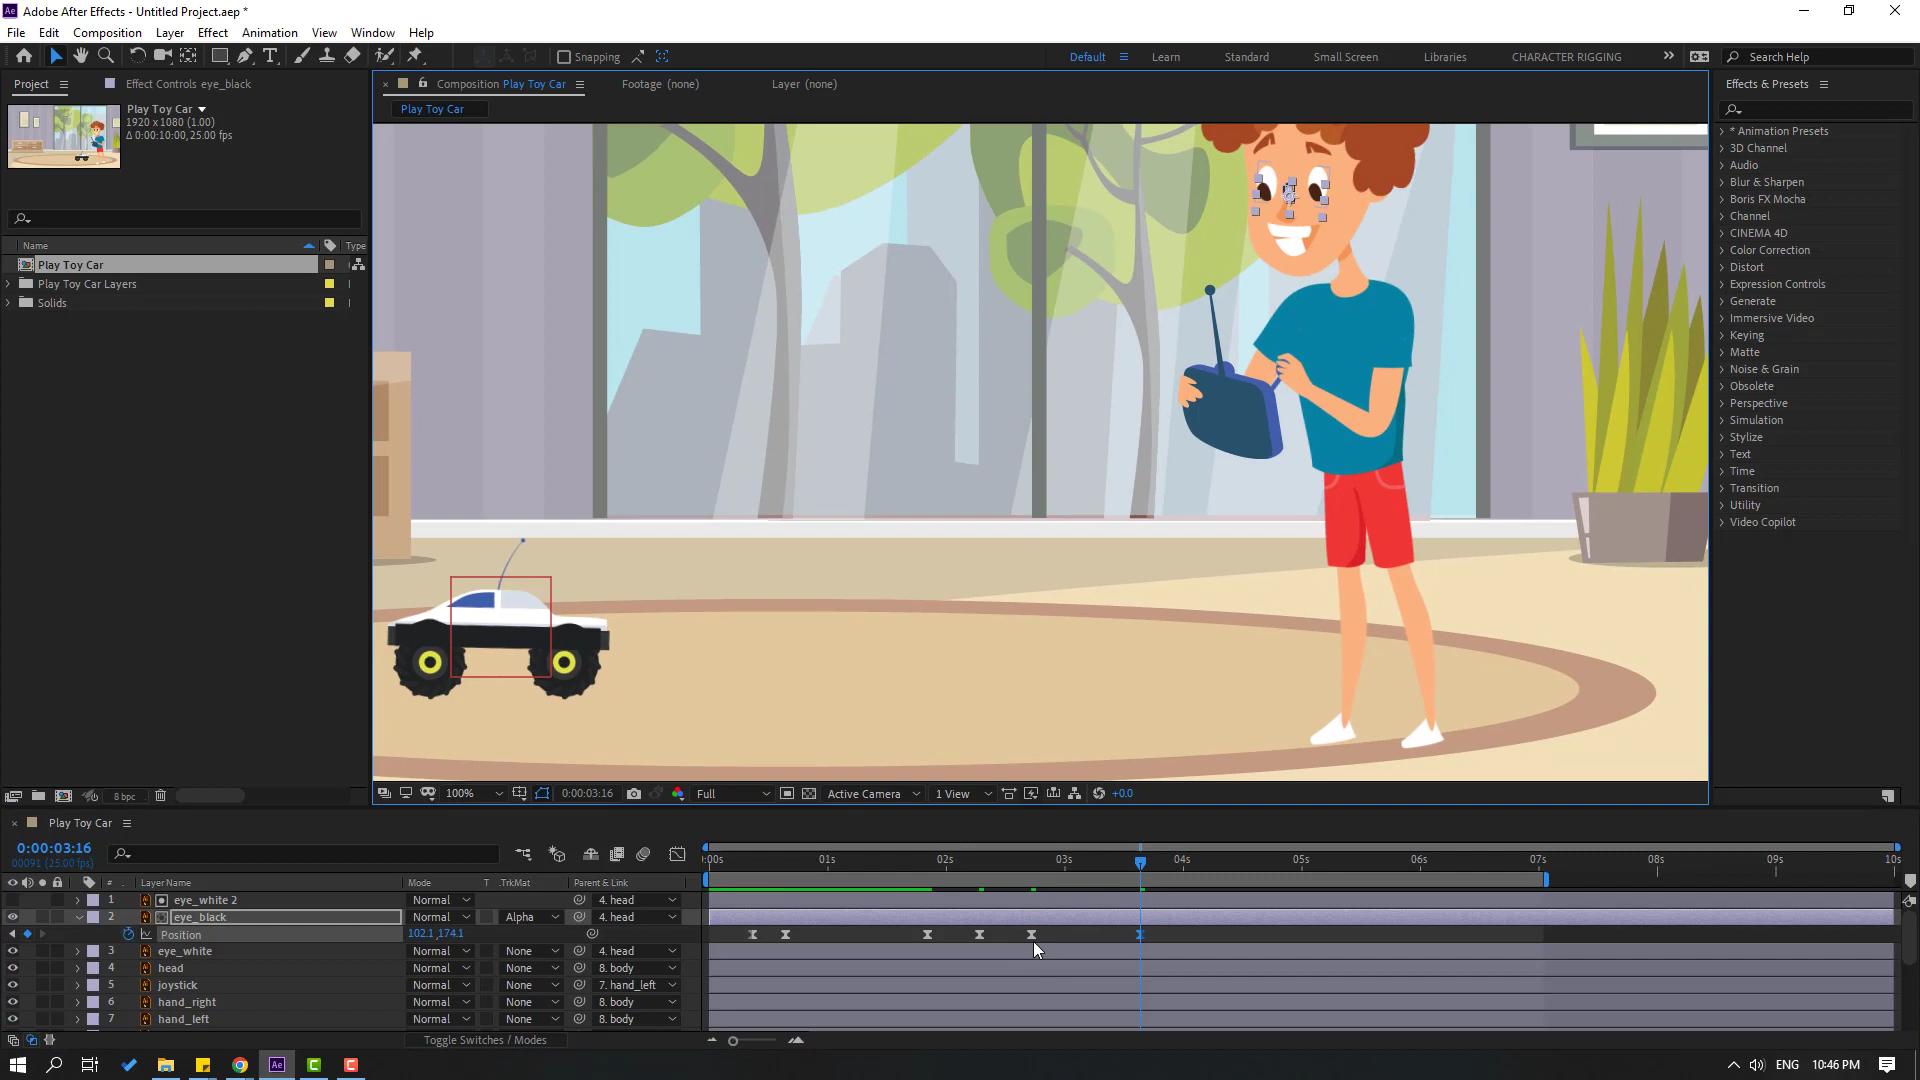 Adobe After Effects - Untitled Project.aep *
File Edit Composition Layer Effect Animation View Window Help
Snapping
Default Learn Standard Small Screen Libraries CHARACTER RIGGING Search Help
Project Effect Controls eye_black
Composition Play Toy Car Footage (none) Layer (none)
Effects & Presets
Play Toy Car
1920 x 1080 (1.00)
Δ 0:00:10:00, 25.00 fps
Play Toy Car
Name Type
Play Toy Car
Play Toy Car Layers
Solids
* Animation Presets
3D Channel
Audio
Blur & Sharpen
Boris FX Mocha
Channel
CINEMA 4D
Color Correction
Distort
Expression Controls
Generate
Immersive Video
Keying
Matte
Noise & Grain
Obsolete
Perspective
Simulation
Stylize
Text
Time
Transition
Utility
Video Copilot
8 bpc
100% 0:00:03:16 Full Active Camera 1 View +0.0
Play Toy Car
0:00:03:16
00091 (25.00 fps)
:00s 01s 02s 03s 04s 05s 06s 07s 08s 09s 10s
# Layer Name Mode T .TrkMat Parent & Link
1 eye_white 2 Normal 4. head
2 eye_black Normal Alpha 4. head
Position 102.1,174.1
3 eye_white Normal None 4. head
4 head Normal None 8. body
5 joystick Normal None 7. hand_left
6 hand_right Normal None 8. body
7 hand_left Normal None 8. body
Toggle Switches / Modes
ENG 10:46 PM